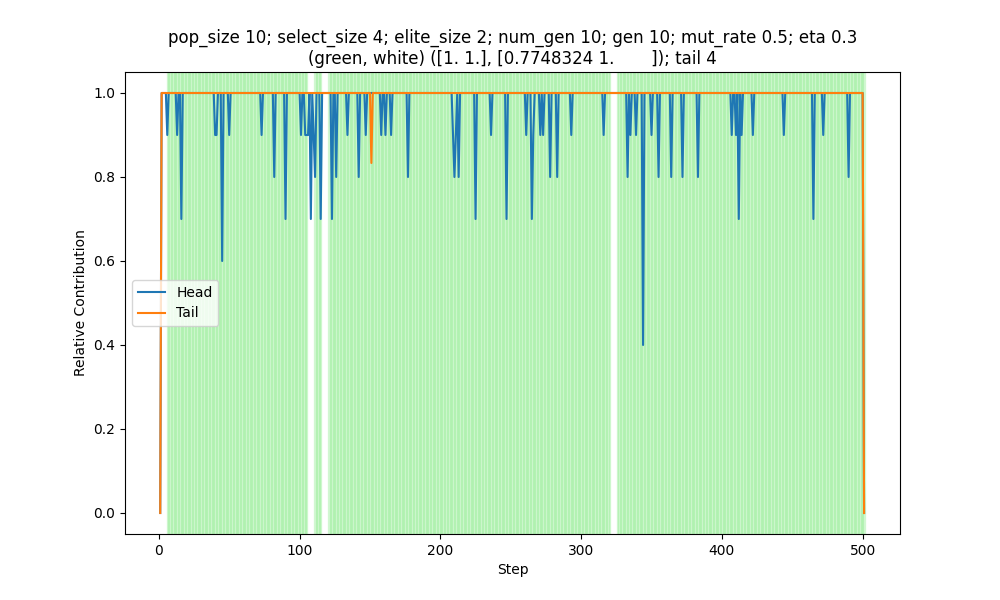 pop_size 10; select_size 4; elite_size 2; num_gen 10; gen 10; mut_rate 0.5; eta 0.3
(green, white) ([1. 1.], [0.7748324 1.        ]); tail 4
1.0
0.8
0.6
0.4
0.2
0.0
Relative Contribution
Head
Tail
0
100
200
300
400
500
Step